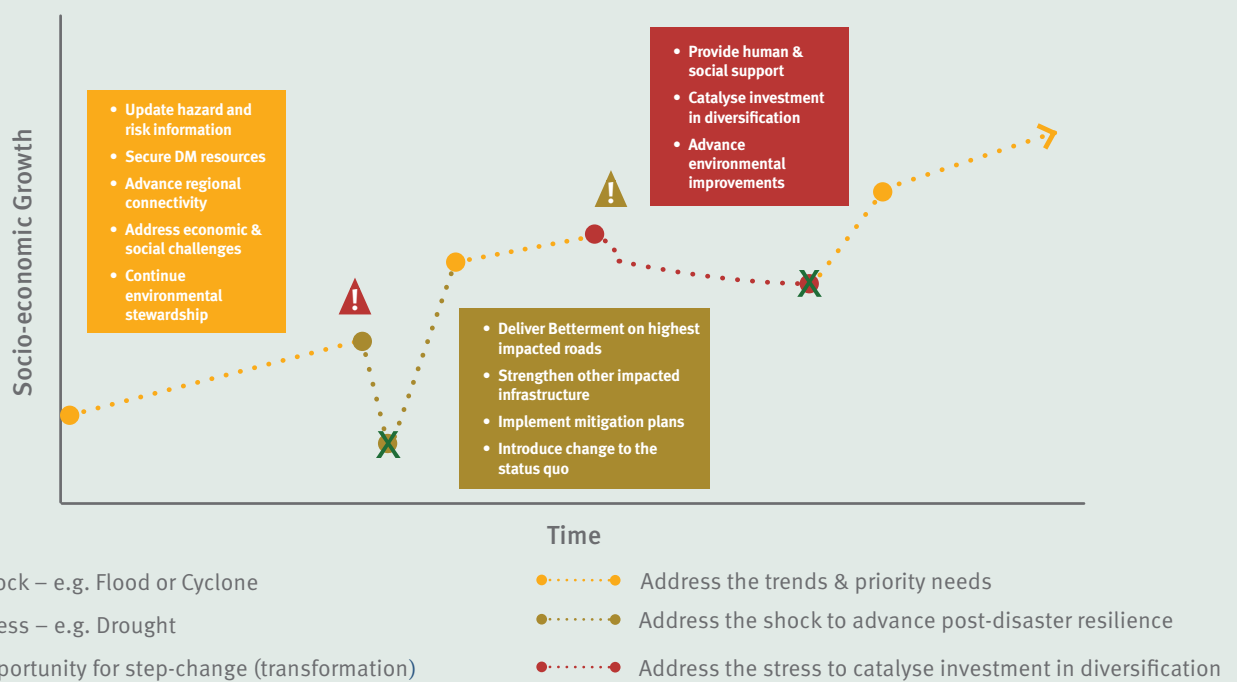 Socio-economic Growth
• Update hazard and
risk information
• Secure DM resources
• Advance regional
connectivity
• Address economic &
social challenges
• Continue
environmental
stewardship
!
!
• Provide human &
social support
• Catalyse investment
in diversification
• Advance
environmental
improvements
X
X
• Deliver Betterment on highest
impacted roads
• Strengthen other impacted
infrastructure
• Implement mitigation plans
• Introduce change to the
status quo
Time
ock – e.g. Flood or Cyclone
ess – e.g. Drought
portunity for step-change (transformation)
Address the trends & priority needs
Address the shock to advance post-disaster resilience
Address the stress to catalyse investment in diversification